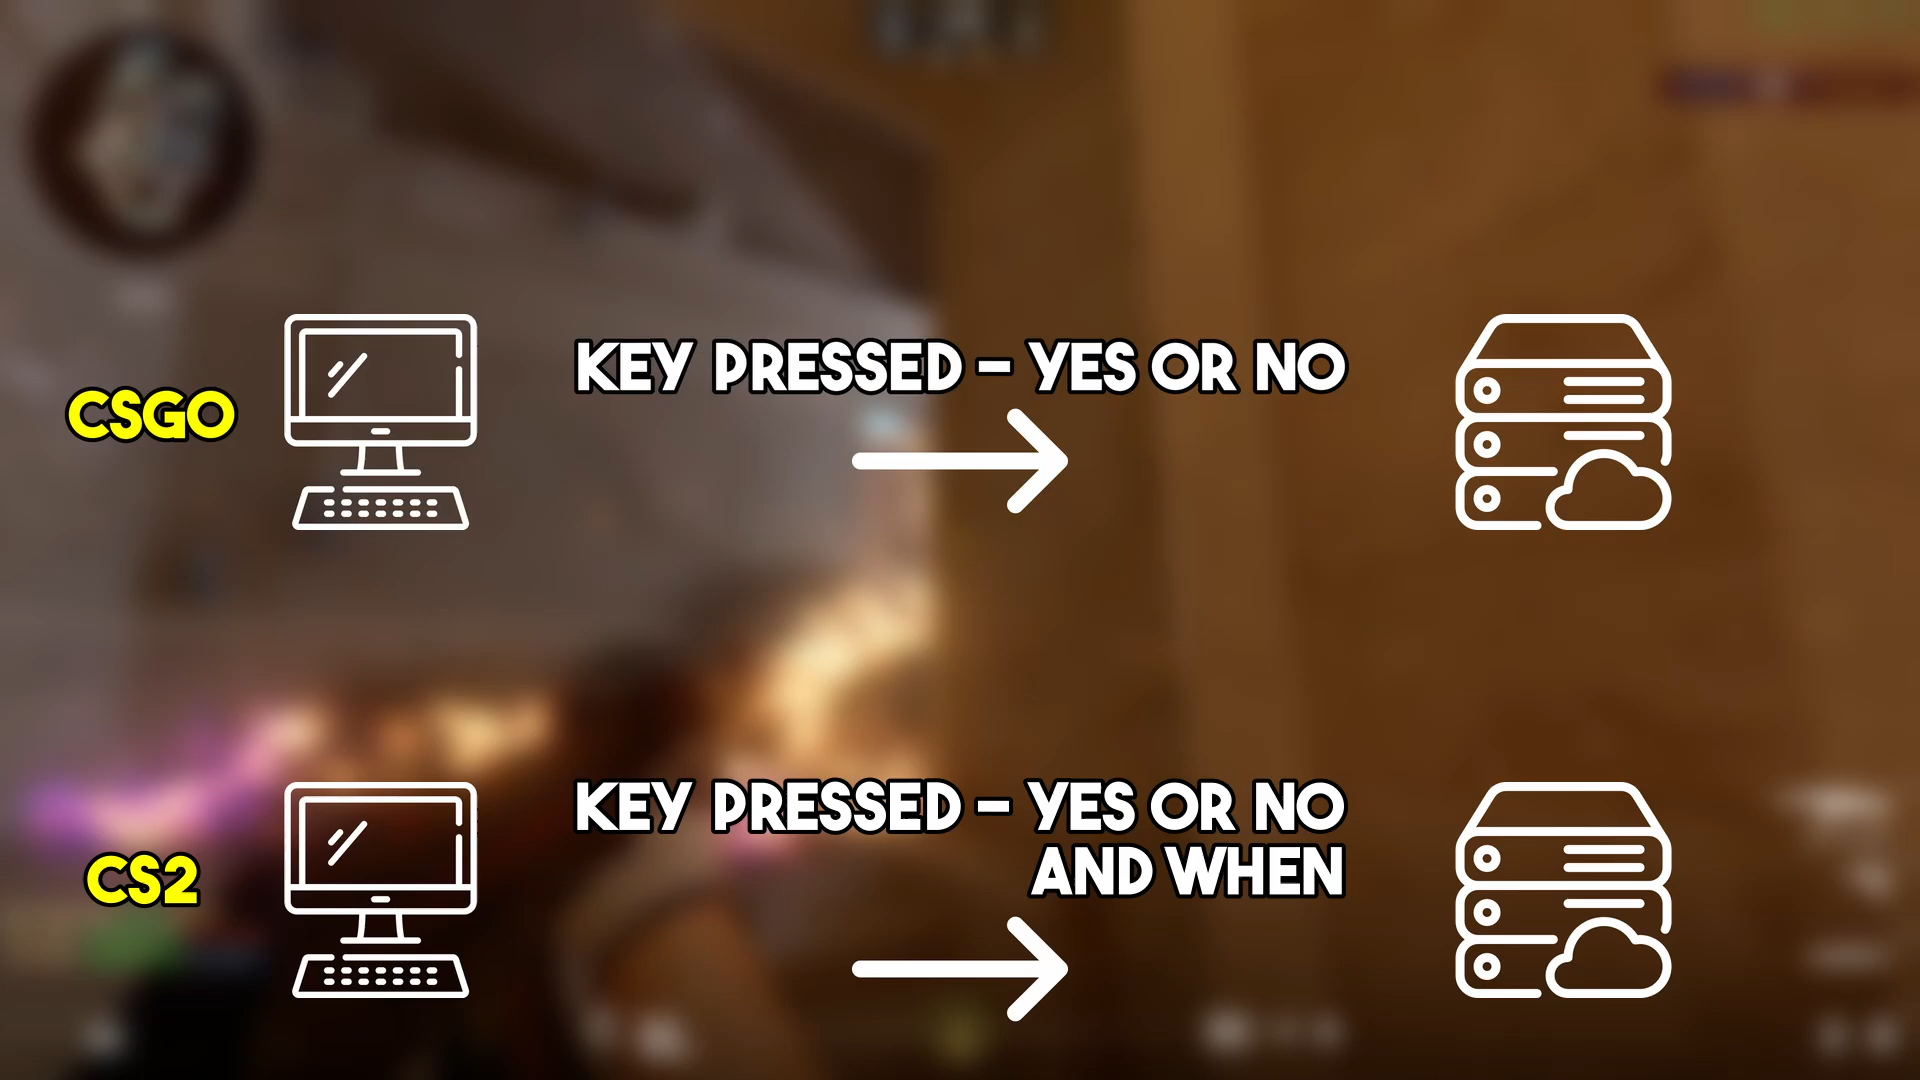 CSGO
KEY PRESSED - YES OR NO
CS2
KEY PRESSED - YES OR NO
AND WHEN